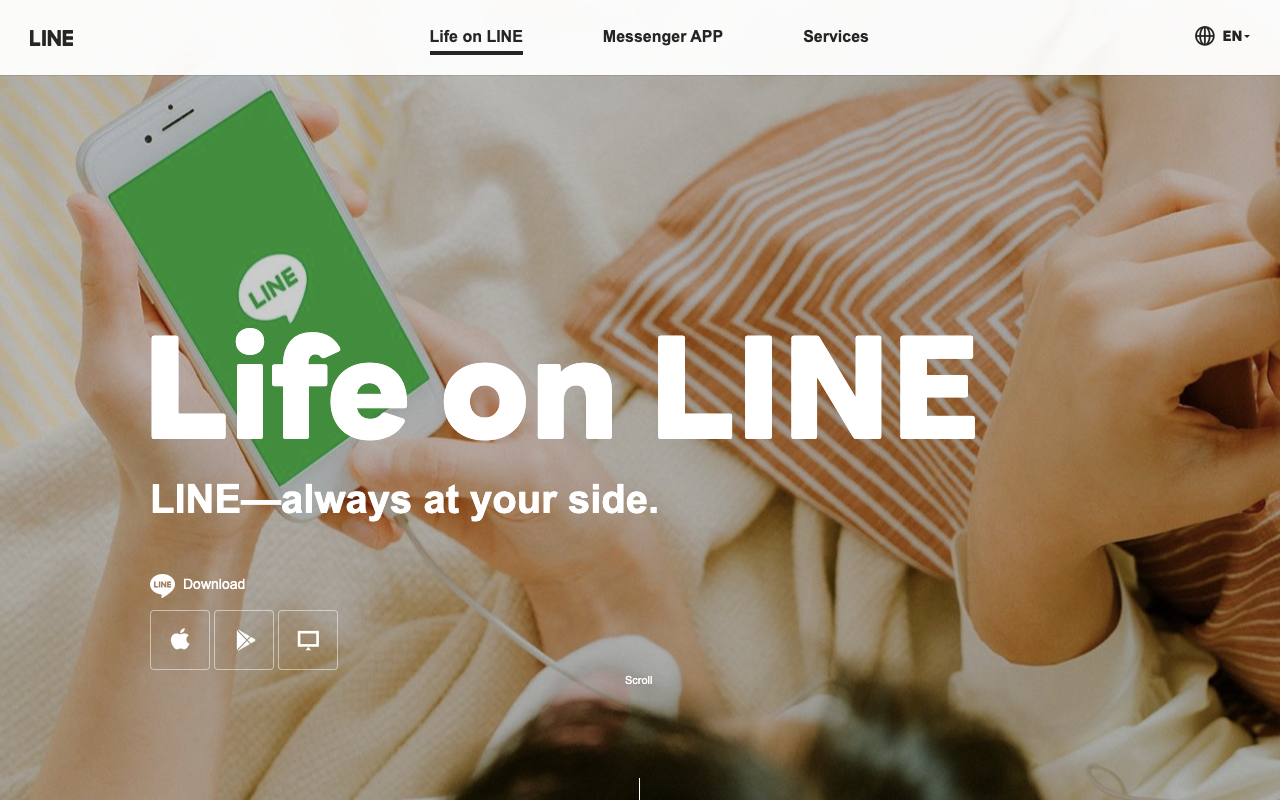 LINE
Life on LINE
Messenger APP
Services
EN
LINE
Life on LINE
LINE—always at your side.
LINE
Download
Scroll